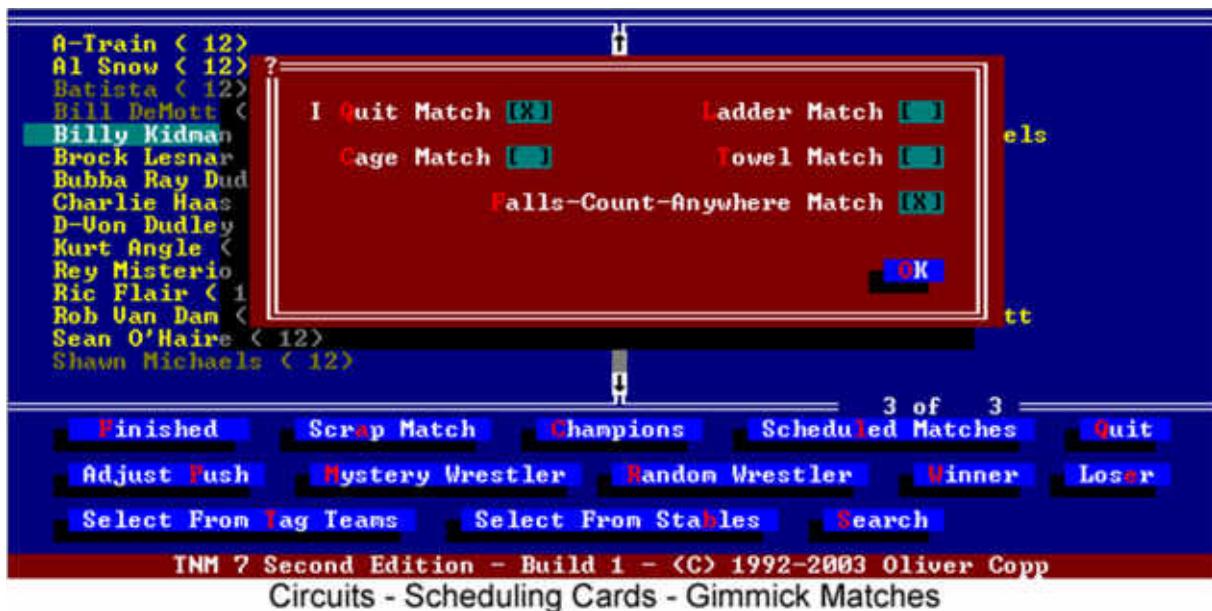 A-Train ( 12)
Al Snow ( 12)
?
Batista ( 12)
Bill DeMott (
I Quit Match [X] Ladder Match [ ]
Billy Kidman
els
Brock Lesnar
Cage Match [ ] Towel Match [ ]
Bubba Ray Dud
Charlie Haas
Falls-Count-Anywhere Match [X]
D-Von Dudley
Kurt Angle (
Rey Misterio
OK
Ric Flair ( 1
Rob Van Dam (
tt
Sean O'Haire ( 12)
Shawn Michaels ( 12)
3 of 3
Finished Scrap Match Champions Scheduled Matches Quit
Adjust Push Mystery Wrestler Random Wrestler Winner Loser
Select From Tag Teams Select From Stables Search
TNM 7 Second Edition - Build 1 - (C) 1992-2003 Oliver Copp
Circuits - Scheduling Cards - Gimmick Matches